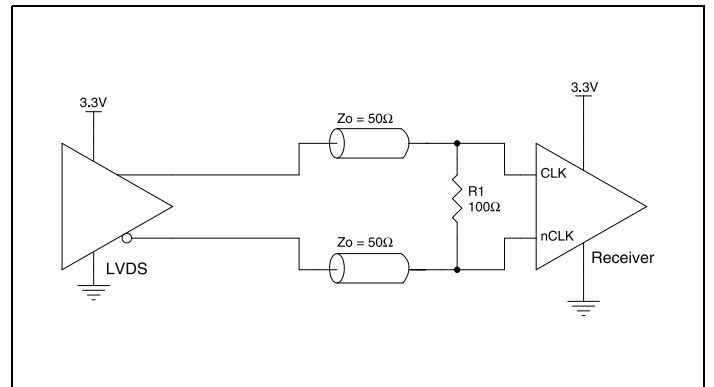 3.3V
3.3V
Zo = 50Ω
CLK
R1
100Ω
Zo = 50Ω
nCLK
LVDS
Receiver